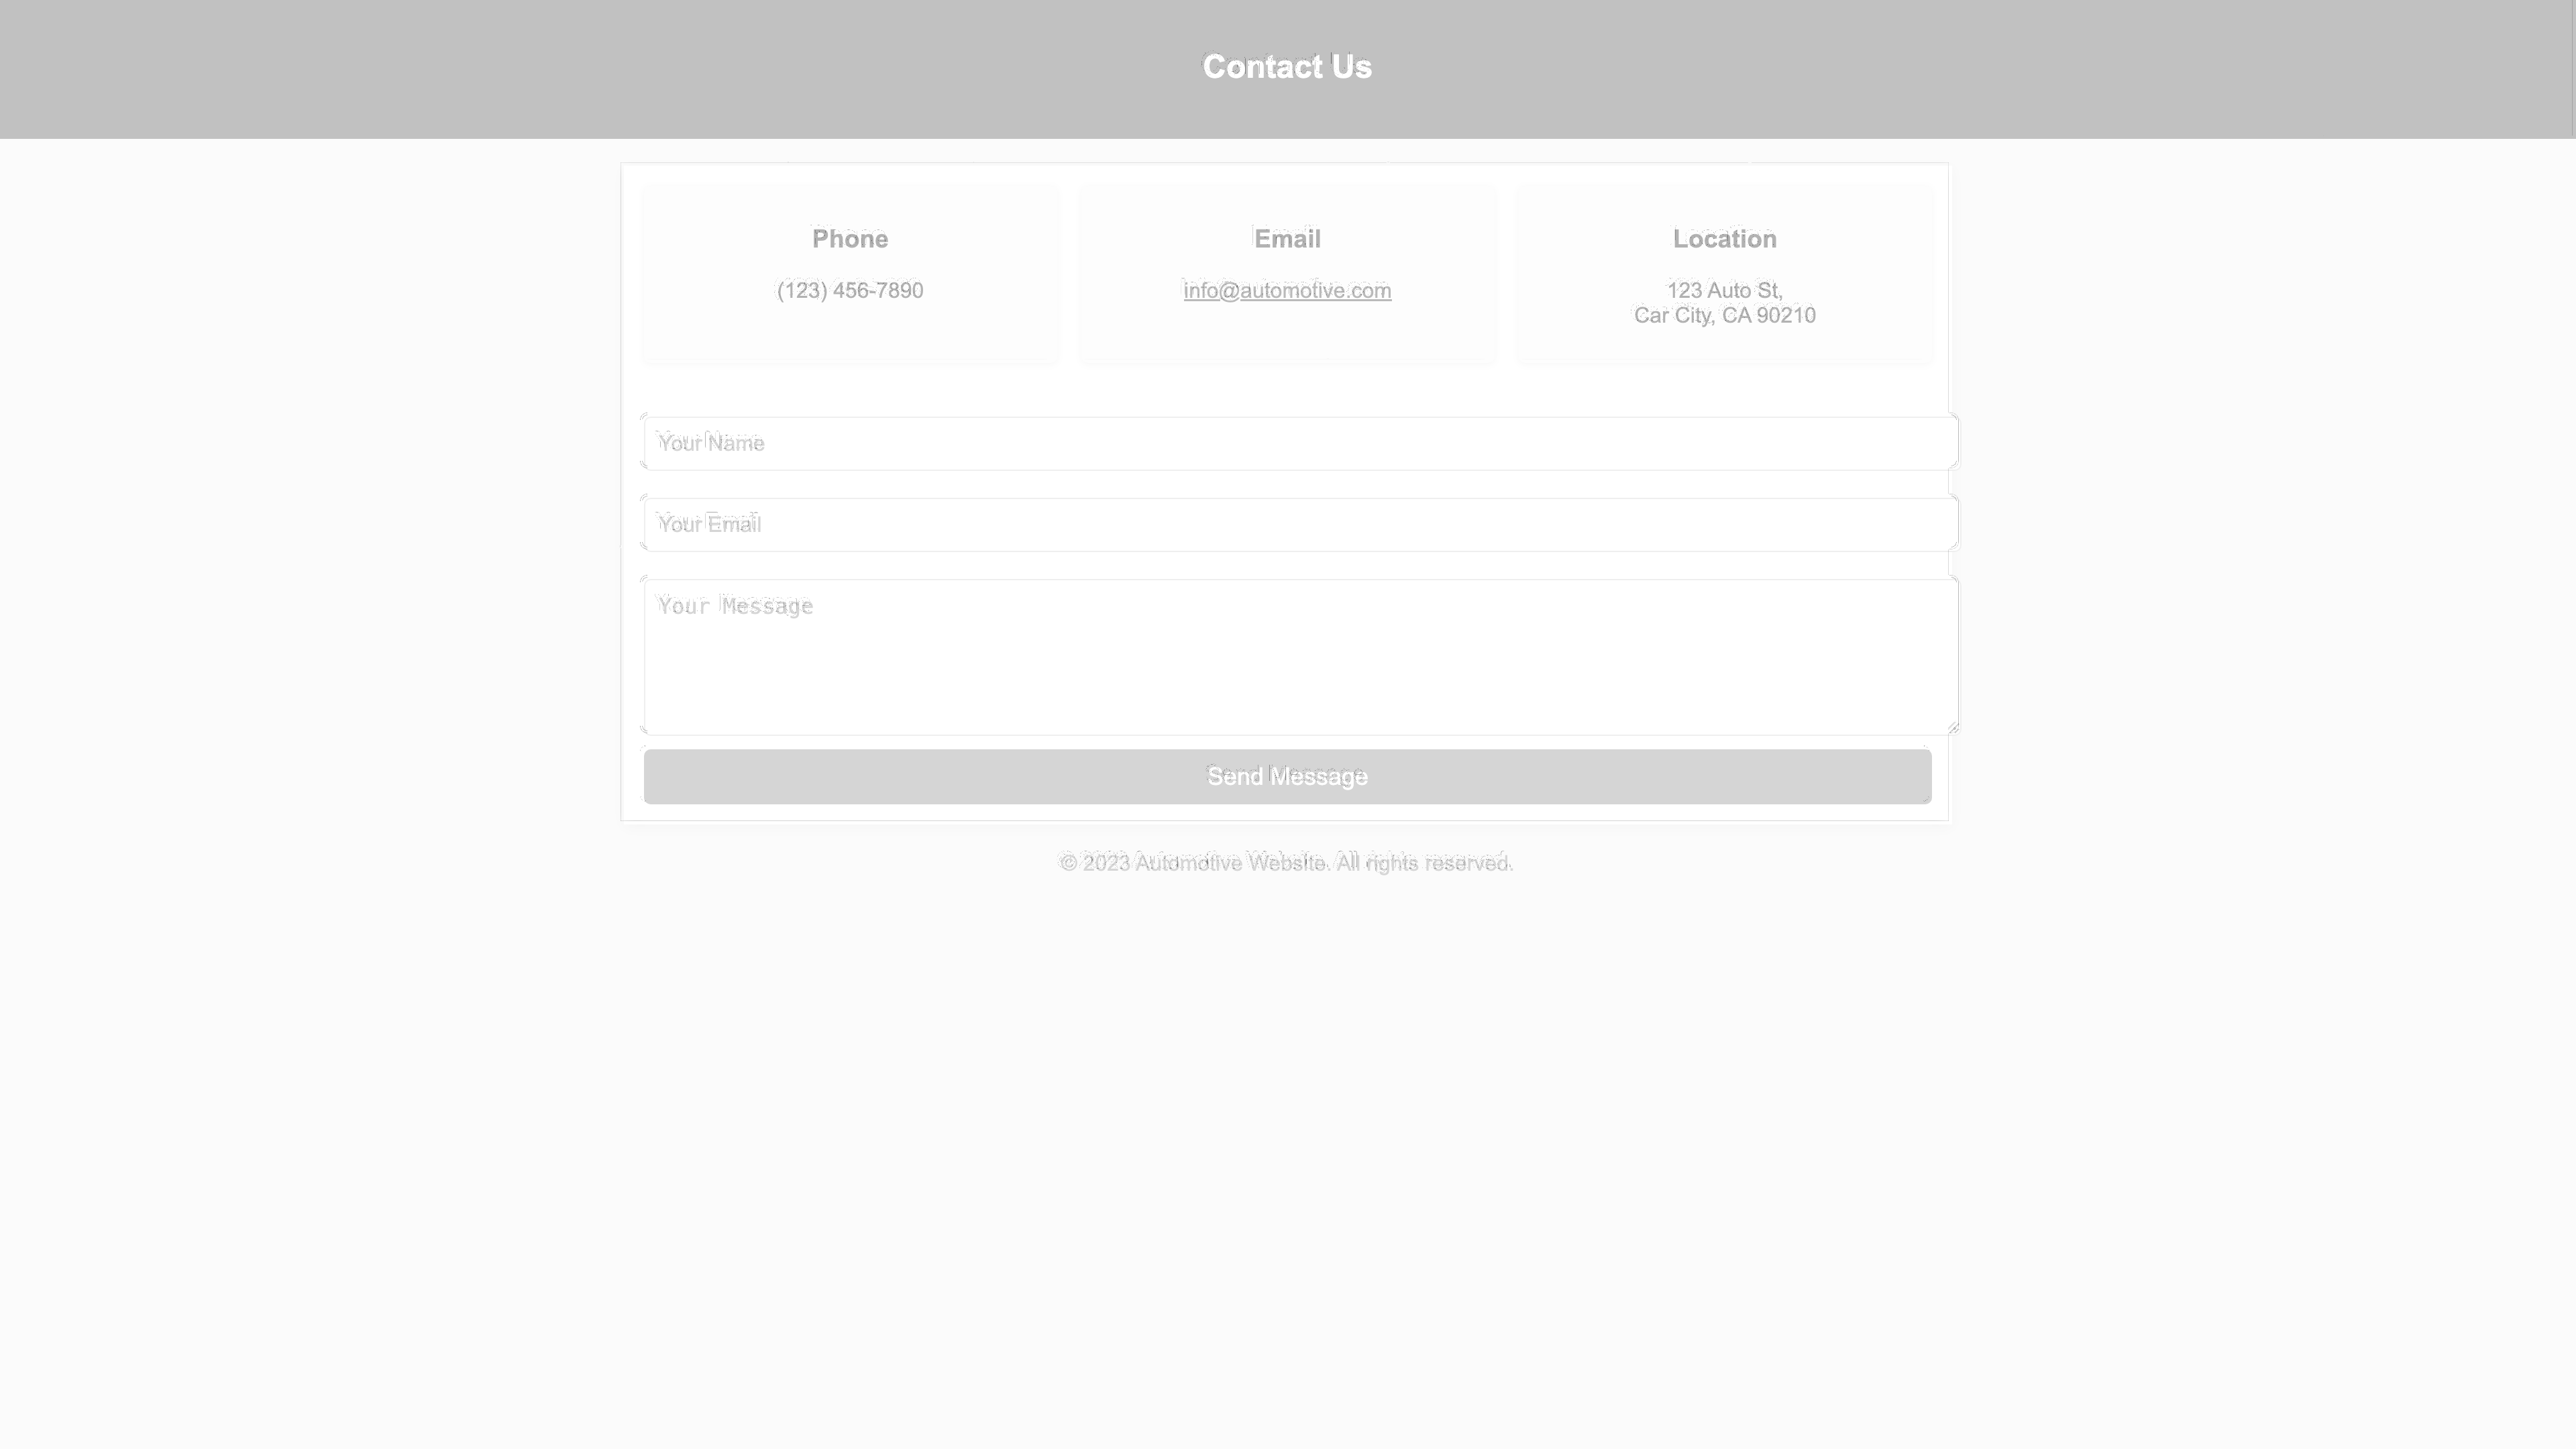 Contact Us
Phone
(123) 456-7890
Email
info@automotive.com
Location
123 Auto St,
Car City, CA 90210
Your Name
Your Email
Your Message
Send Message
© 2023 Automotive Website. All rights reserved.